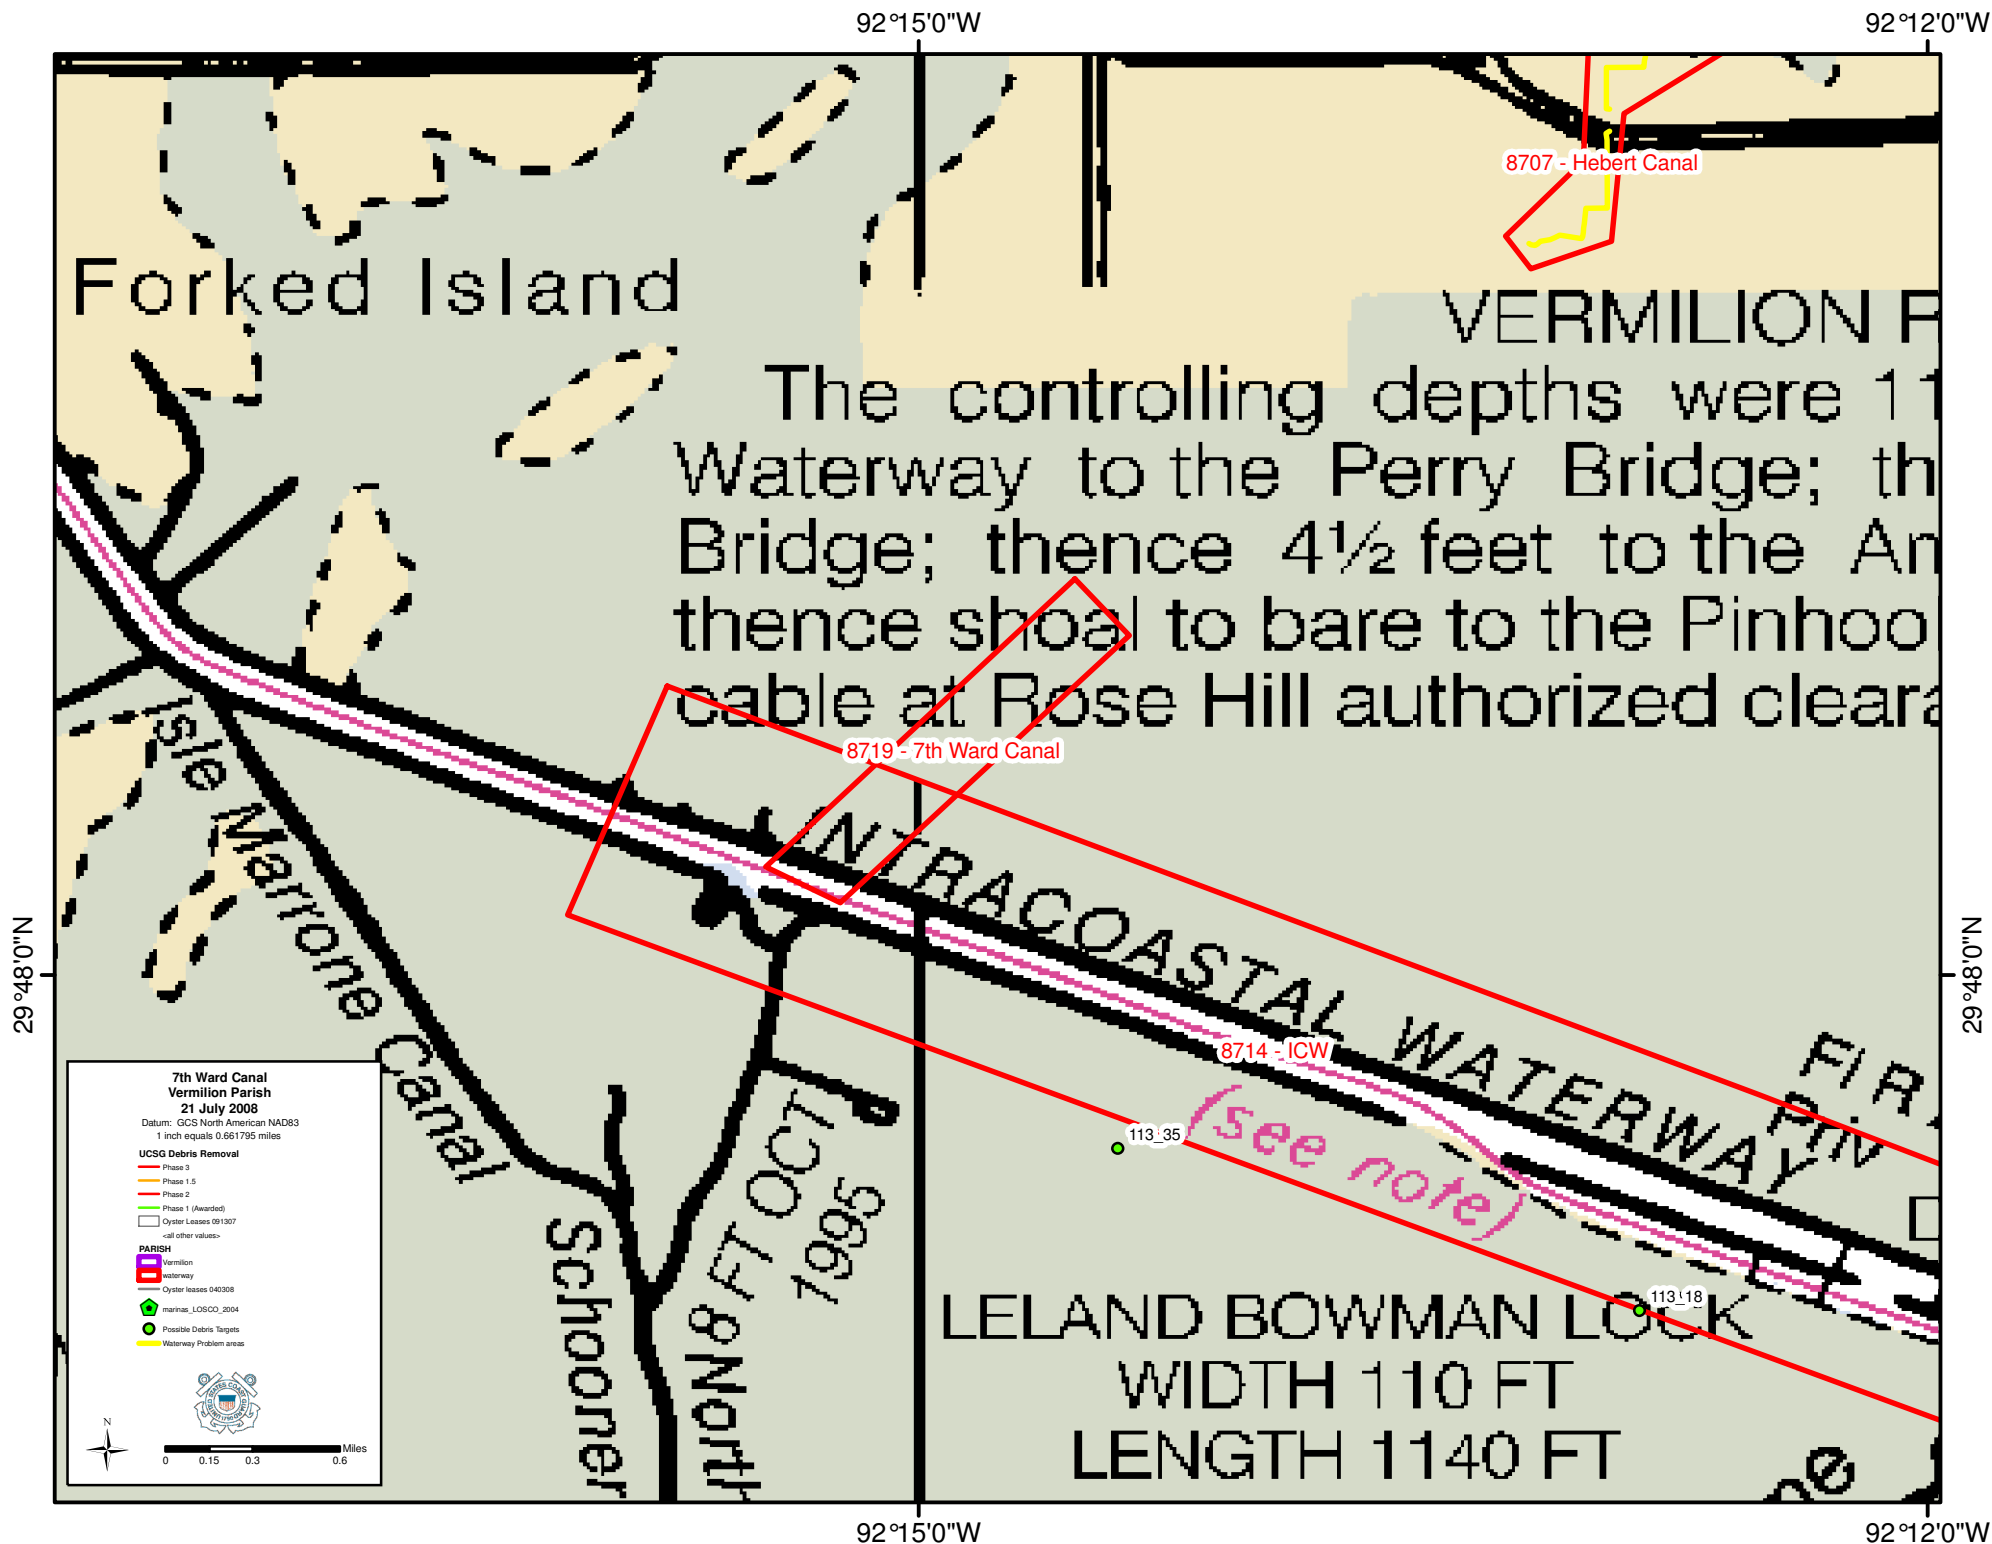 92°15'0"W
92°12'0"W
8707 - Hebert Canal
Forked Island
VERMILION R
The controlling depths were 11
Waterway to the Perry Bridge; th
Bridge; thence 4½ feet to the Am
thence shoal to bare to the Pinhoo
cable at Rose Hill authorized cleara
8719 - 7th Ward Canal
INTRACOASTAL WATERWAY
Isle Marrone Canal
29°48'0"N
29°48'0"N
8714 - ICW
FIR
Priv
D
(see note)
113_35
113_18
8 FT OCT
1995
Schooner
North
LELAND BOWMAN LOCK
WIDTH 110 FT
LENGTH 1140 FT
7th Ward Canal
Vermilion Parish
21 July 2008
Datum: GCS North American NAD83
1 inch equals 0.661795 miles
UCSG Debris Removal
Phase 3
Phase 1.5
Phase 2
Phase 1 (Awarded)
Oyster Leases 091307
<all other values>
PARISH
Vermilion
waterway
Oyster leases 040308
marinas_LOSCO_2004
Possible Debris Targets
Waterway Problem areas
N
Miles
0 0.15 0.3 0.6
92°15'0"W
92°12'0"W